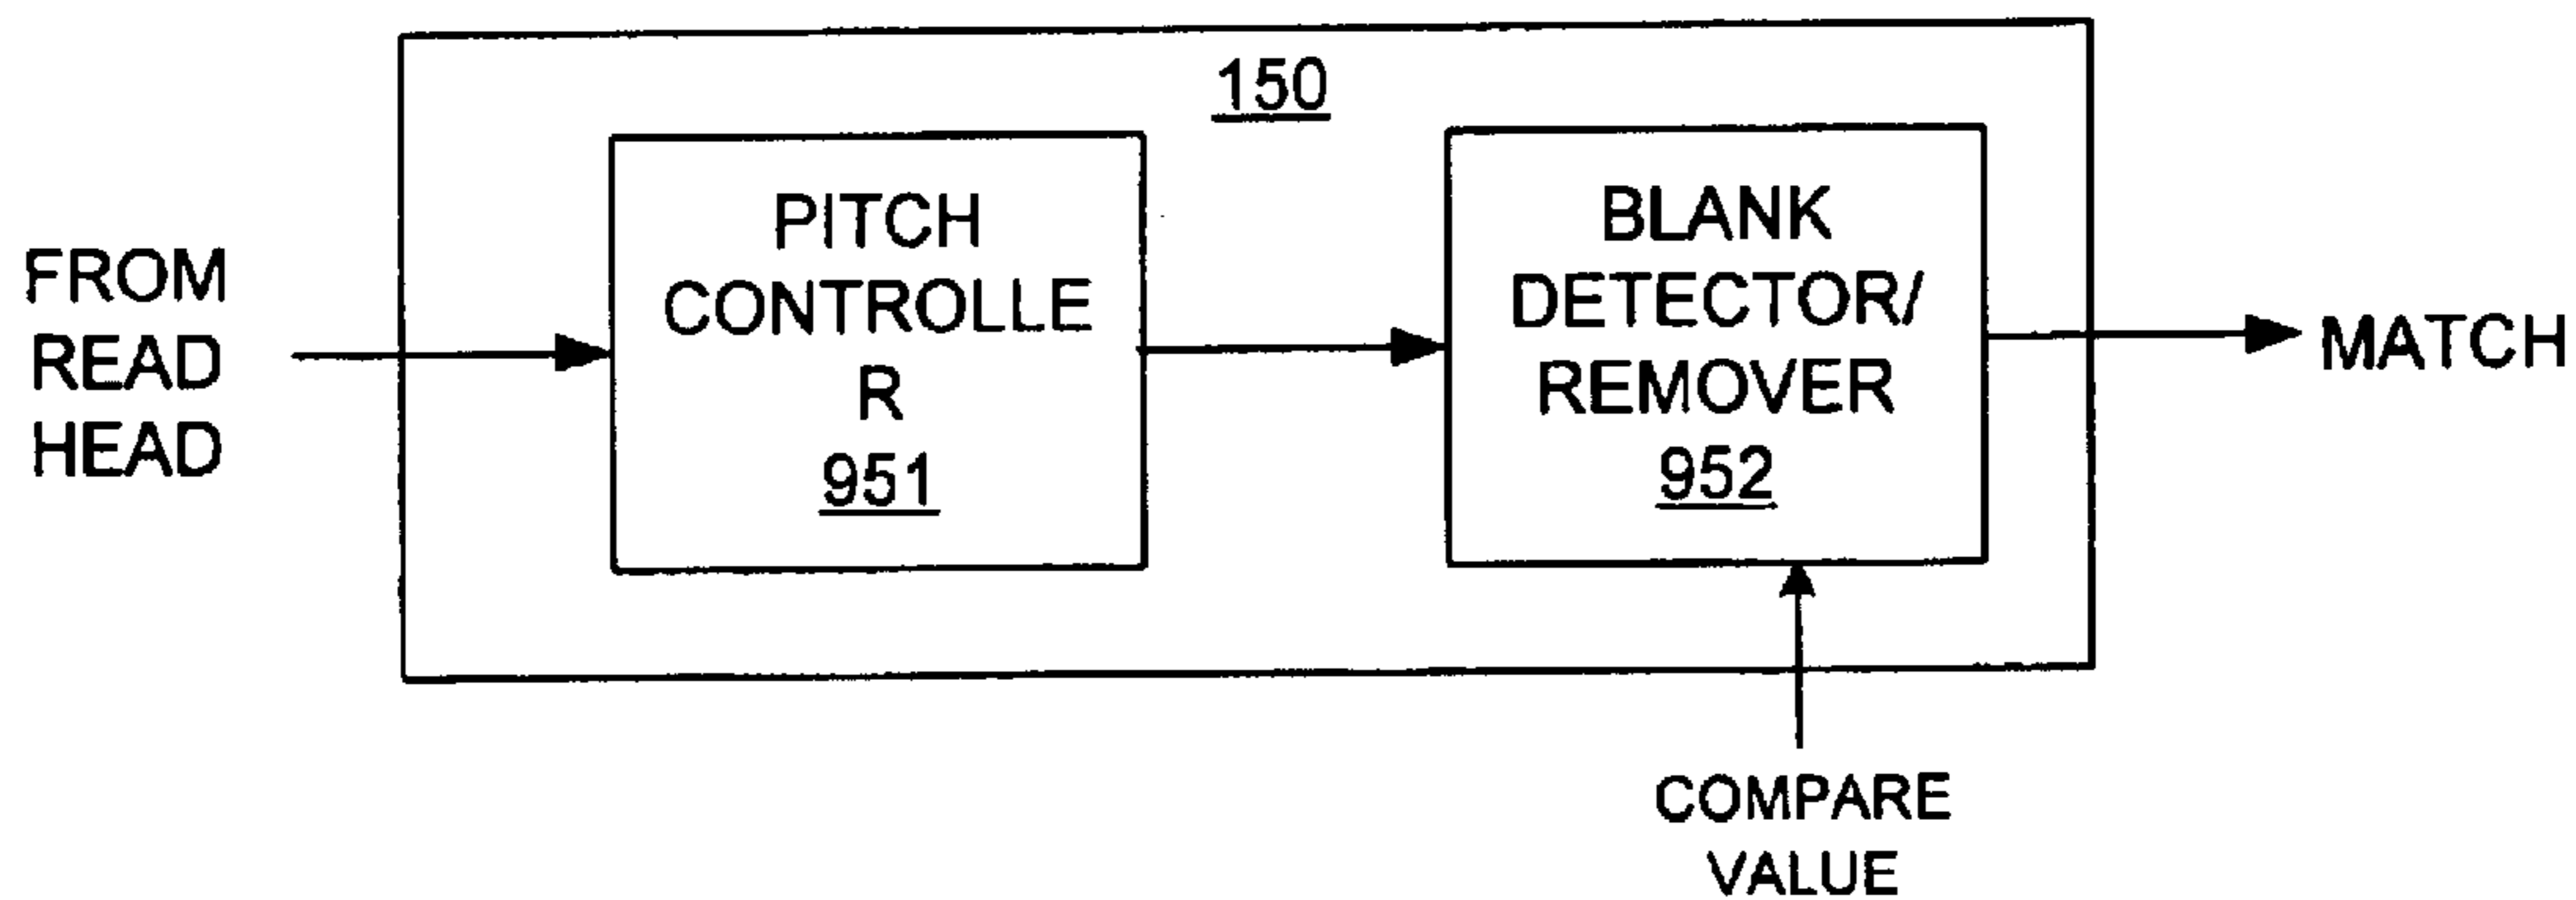 150
FROM
READ
HEAD
PITCH
CONTROLLE
R
951
BLANK
DETECTOR/
REMOVER
952
MATCH
COMPARE
VALUE